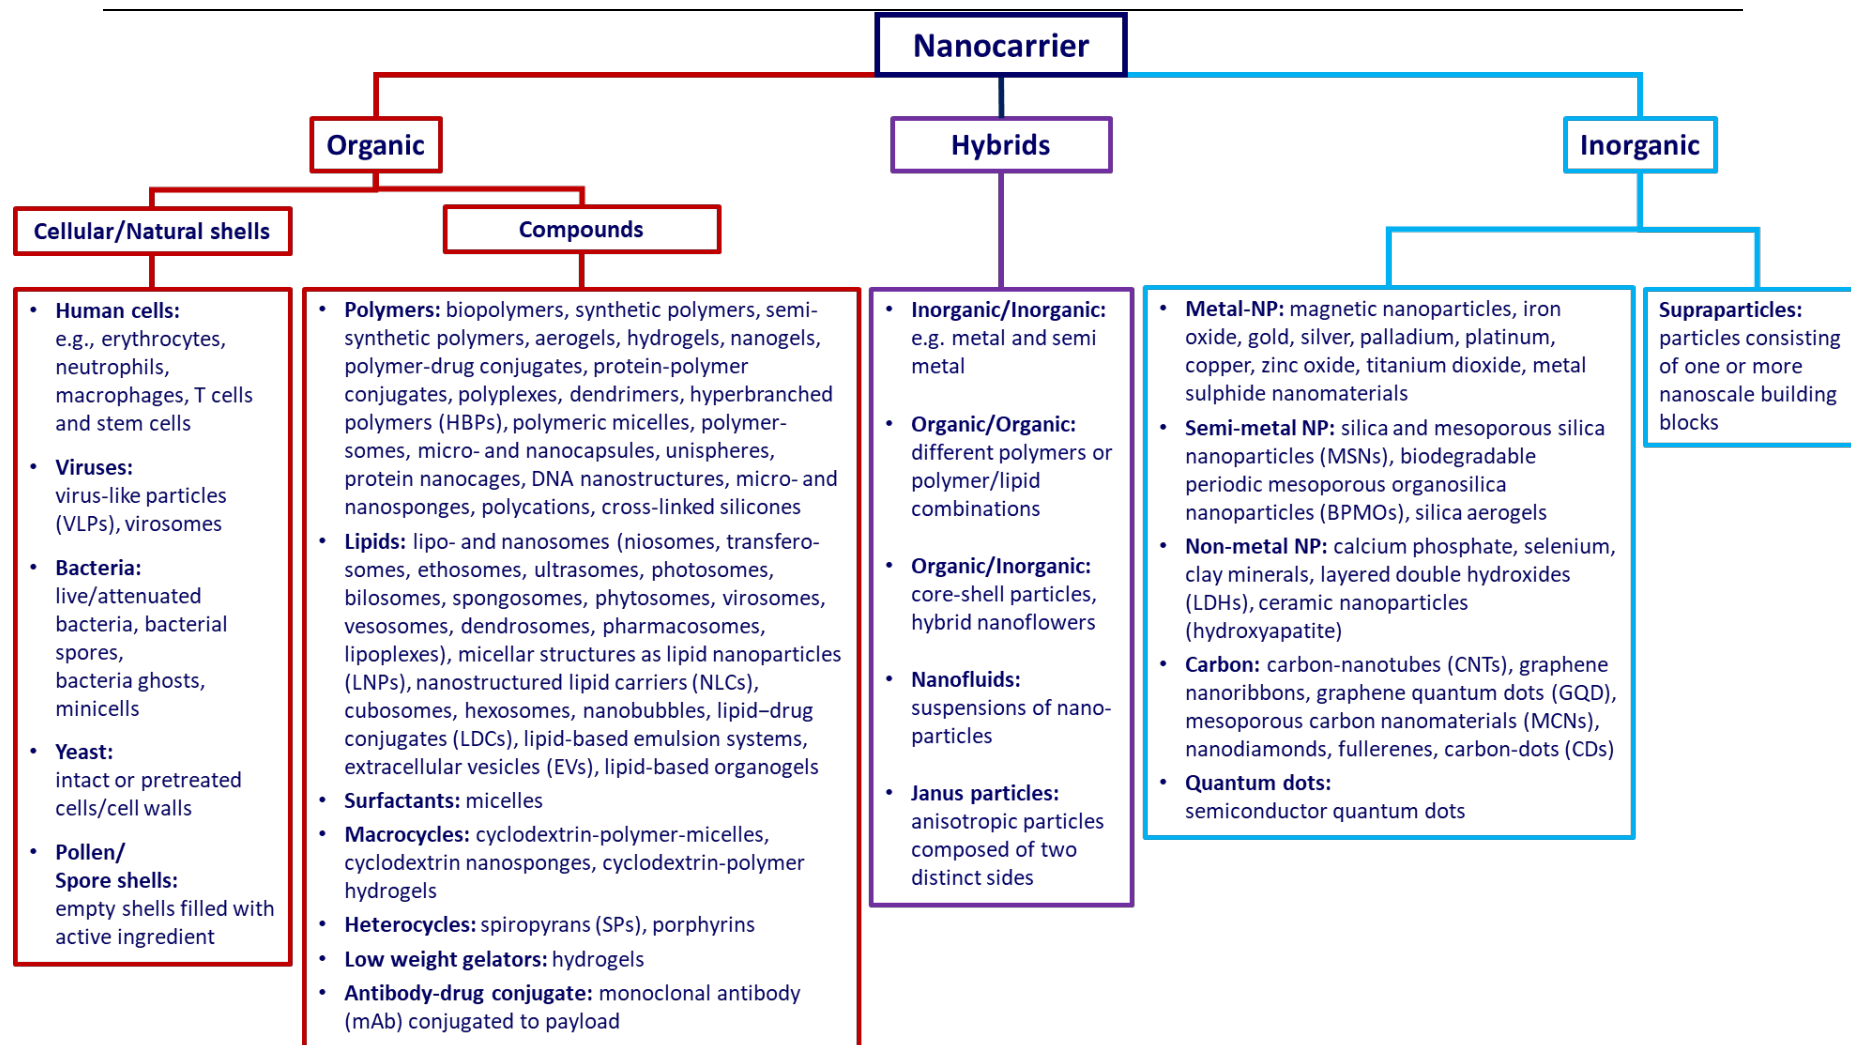 Nanocarrier
Organic
Hybrids
Inorganic
Cellular/Natural shells
Compounds
• Human cells:
e.g., erythrocytes,
neutrophils,
macrophages, T cells
and stem cells
• Viruses:
virus-like particles
(VLPs), virosomes
• Bacteria:
live/attenuated
bacteria, bacterial
spores,
bacteria ghosts,
minicells
• Yeast:
intact or pretreated
cells/cell walls
• Pollen/
Spore shells:
empty shells filled with
active ingredient
• Polymers: biopolymers, synthetic polymers, semi-
synthetic polymers, aerogels, hydrogels, nanogels,
polymer-drug conjugates, protein-polymer
conjugates, polyplexes, dendrimers, hyperbranched
polymers (HBPs), polymeric micelles, polymer-
somes, micro- and nanocapsules, unispheres,
protein nanocages, DNA nanostructures, micro- and
nanosponges, polycations, cross-linked silicones
• Lipids: lipo- and nanosomes (niosomes, transfero-
somes, ethosomes, ultrasomes, photosomes,
bilosomes, spongosomes, phytosomes, virosomes,
vesosomes, dendrosomes, pharmacosomes,
lipoplexes), micellar structures as lipid nanoparticles
(LNPs), nanostructured lipid carriers (NLCs),
cubosomes, hexosomes, nanobubbles, lipid–drug
conjugates (LDCs), lipid-based emulsion systems,
extracellular vesicles (EVs), lipid-based organogels
• Surfactants: micelles
• Macrocycles: cyclodextrin-polymer-micelles,
cyclodextrin nanosponges, cyclodextrin-polymer
hydrogels
• Heterocycles: spiropyrans (SPs), porphyrins
• Low weight gelators: hydrogels
• Antibody-drug conjugate: monoclonal antibody
(mAb) conjugated to payload
• Inorganic/Inorganic:
e.g. metal and semi
metal
• Organic/Organic:
different polymers or
polymer/lipid
combinations
• Organic/Inorganic:
core-shell particles,
hybrid nanoflowers
• Nanofluids:
suspensions of nano-
particles
• Janus particles:
anisotropic particles
composed of two
distinct sides
• Metal-NP: magnetic nanoparticles, iron
oxide, gold, silver, palladium, platinum,
copper, zinc oxide, titanium dioxide, metal
sulphide nanomaterials
• Semi-metal NP: silica and mesoporous silica
nanoparticles (MSNs), biodegradable
periodic mesoporous organosilica
nanoparticles (BPMOs), silica aerogels
• Non-metal NP: calcium phosphate, selenium,
clay minerals, layered double hydroxides
(LDHs), ceramic nanoparticles
(hydroxyapatite)
• Carbon: carbon-nanotubes (CNTs), graphene
nanoribbons, graphene quantum dots (GQD),
mesoporous carbon nanomaterials (MCNs),
nanodiamonds, fullerenes, carbon-dots (CDs)
• Quantum dots:
semiconductor quantum dots
Supraparticles:
particles consisting
of one or more
nanoscale building
blocks